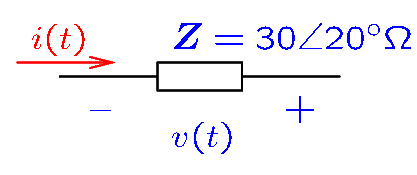 i(t) Z = 30∠20°Ω
− +
v(t)